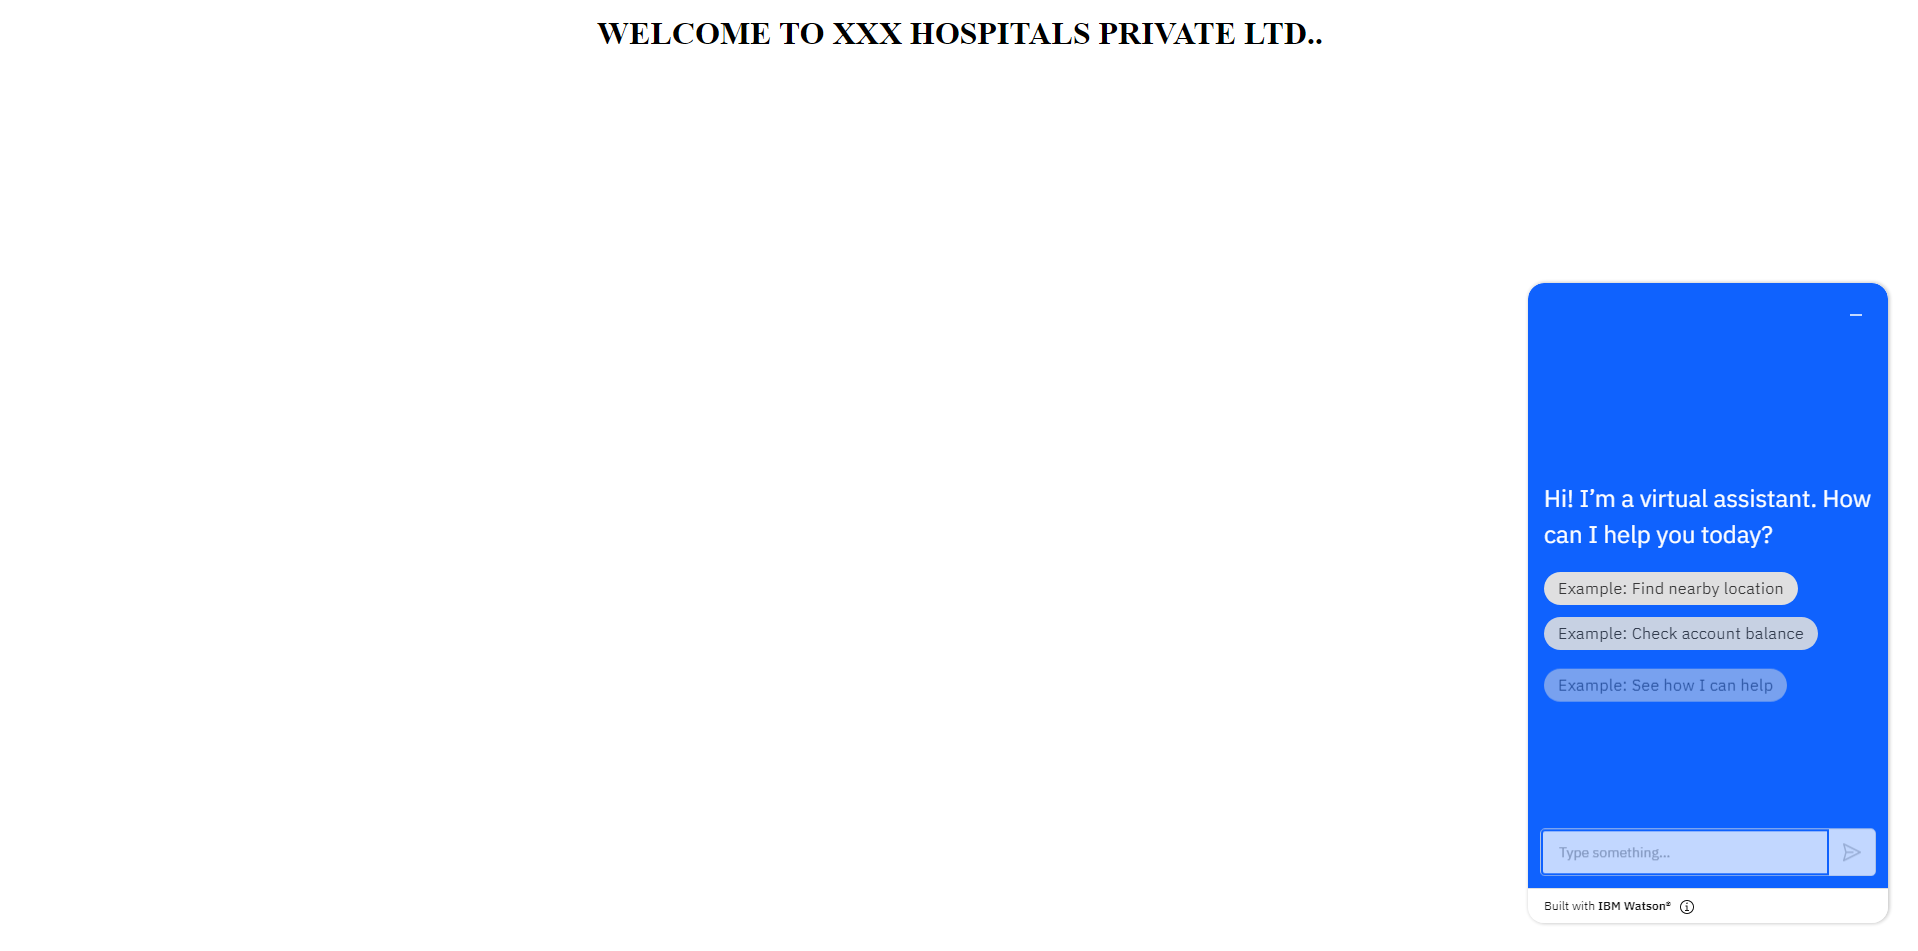 WELCOME TO XXX HOSPITALS PRIVATE LTD..
Hi! I’m a virtual assistant. How
can I help you today?
Example: Find nearby location
Example: Check account balance
Example: See how I can help
Type something...
Built with IBM Watson®